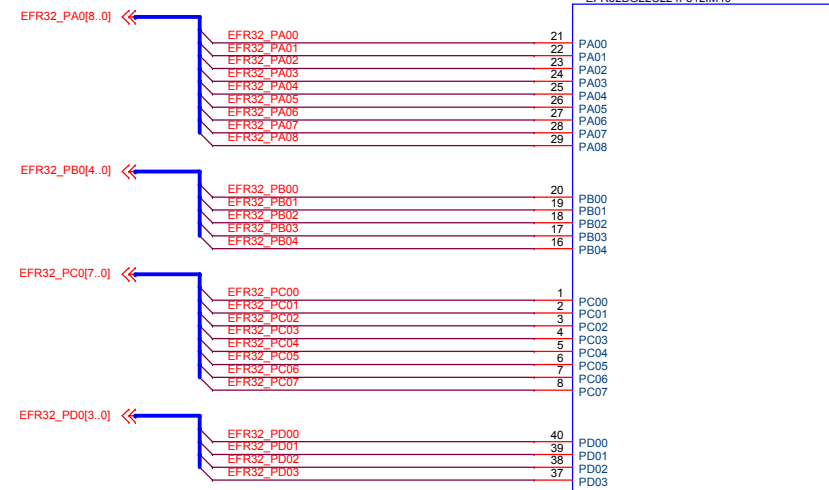 EFR32_PA0[8..0]
EFR32_PA00 21 PA00
EFR32_PA01 22 PA01
EFR32_PA02 23 PA02
EFR32_PA03 24 PA03
EFR32_PA04 25 PA04
EFR32_PA05 26 PA05
EFR32_PA06 27 PA06
EFR32_PA07 28 PA07
EFR32_PA08 29 PA08
EFR32_PB0[4..0]
EFR32_PB00 20 PB00
EFR32_PB01 19 PB01
EFR32_PB02 18 PB02
EFR32_PB03 17 PB03
EFR32_PB04 16 PB04
EFR32_PC0[7..0]
EFR32_PC00 1 PC00
EFR32_PC01 2 PC01
EFR32_PC02 3 PC02
EFR32_PC03 4 PC03
EFR32_PC04 5 PC04
EFR32_PC05 6 PC05
EFR32_PC06 7 PC06
EFR32_PC07 8 PC07
EFR32_PD0[3..0]
EFR32_PD00 40 PD00
EFR32_PD01 39 PD01
EFR32_PD02 38 PD02
EFR32_PD03 37 PD03